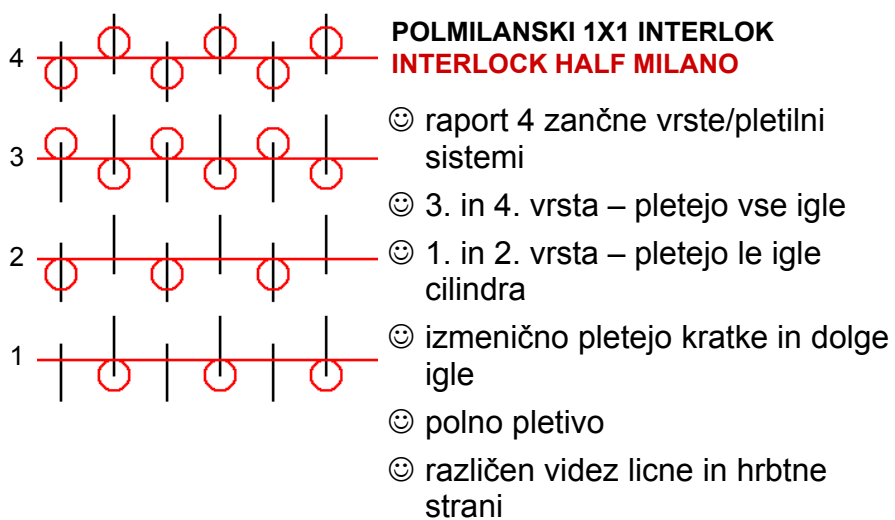 POLMILANSKI 1X1 INTERLOK
INTERLOCK HALF MILANO
4
3
2
1
☺ raport 4 zančne vrste/pletilni
sistemi
☺ 3. in 4. vrsta – pletejo vse igle
☺ 1. in 2. vrsta – pletejo le igle
cilindra
☺ izmenično pletejo kratke in dolge
igle
☺ polno pletivo
☺ različen videz licne in hrbtne
strani